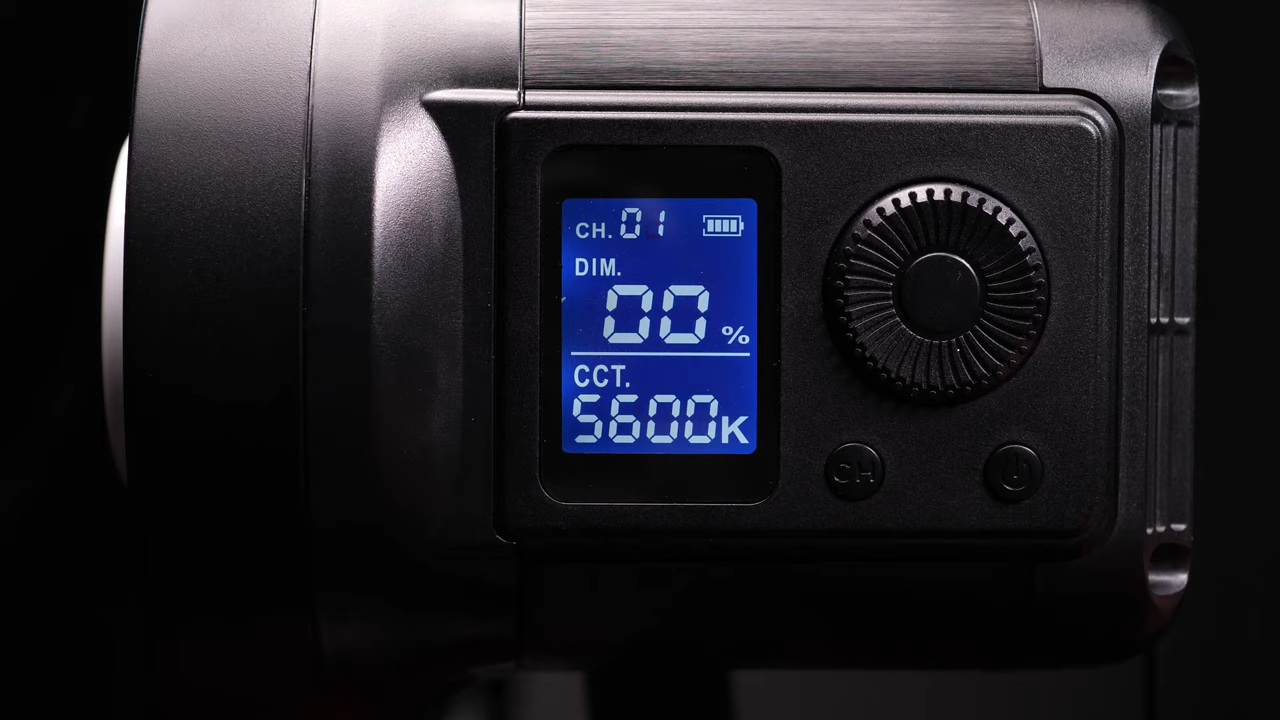 CH. 01
DIM.
00 %
CCT.
5600K
CH